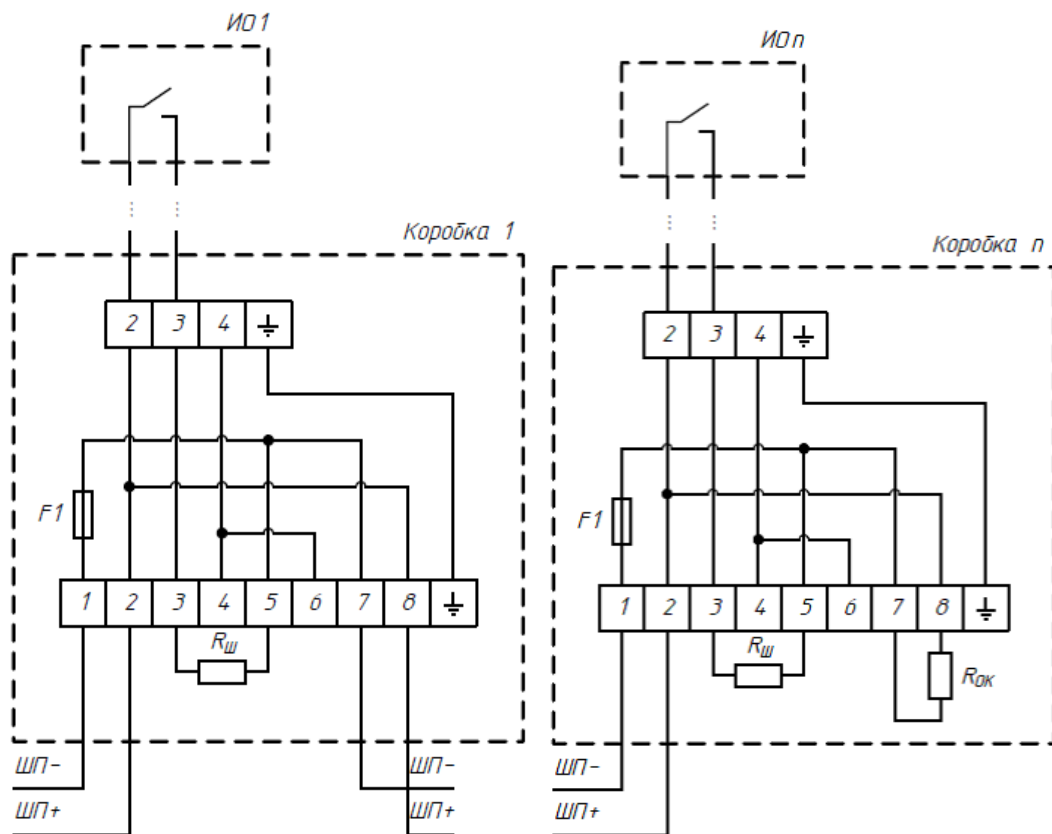 ИО 1
ИО n
Коробка 1
Коробка n
2 3 4
2 3 4
F1
F1
1 2 3 4 5 6 7 8
1 2 3 4 5 6 7 8
RШ
RШ
RОК
ШП-
ШП-
ШП-
ШП+
ШП+
ШП+